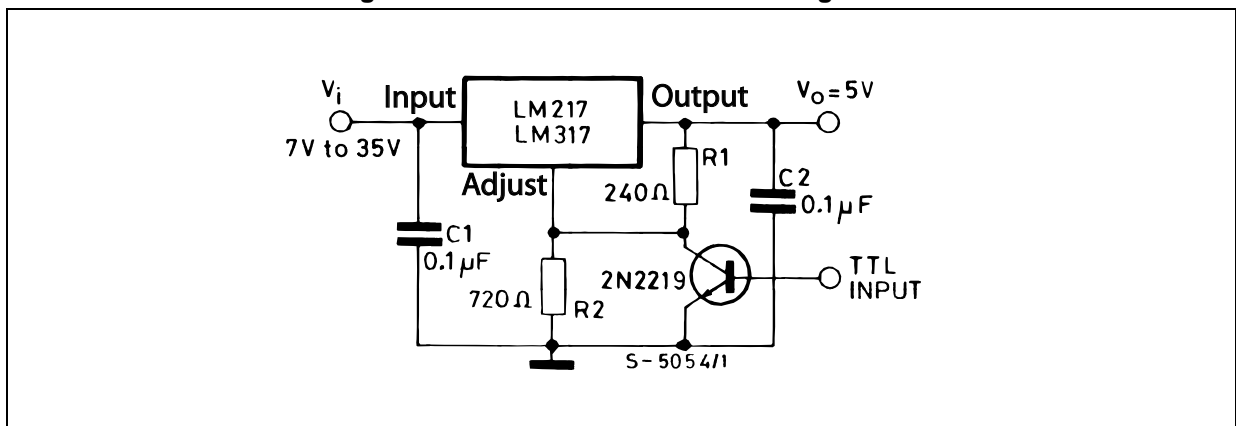 Vi
Input
7V to 35V
LM217
LM317
Adjust
Output
Vo=5V
R1
240Ω
C2
0.1μF
C1
0.1μF
720Ω
R2
2N2219
TTL
INPUT
S-5054/1